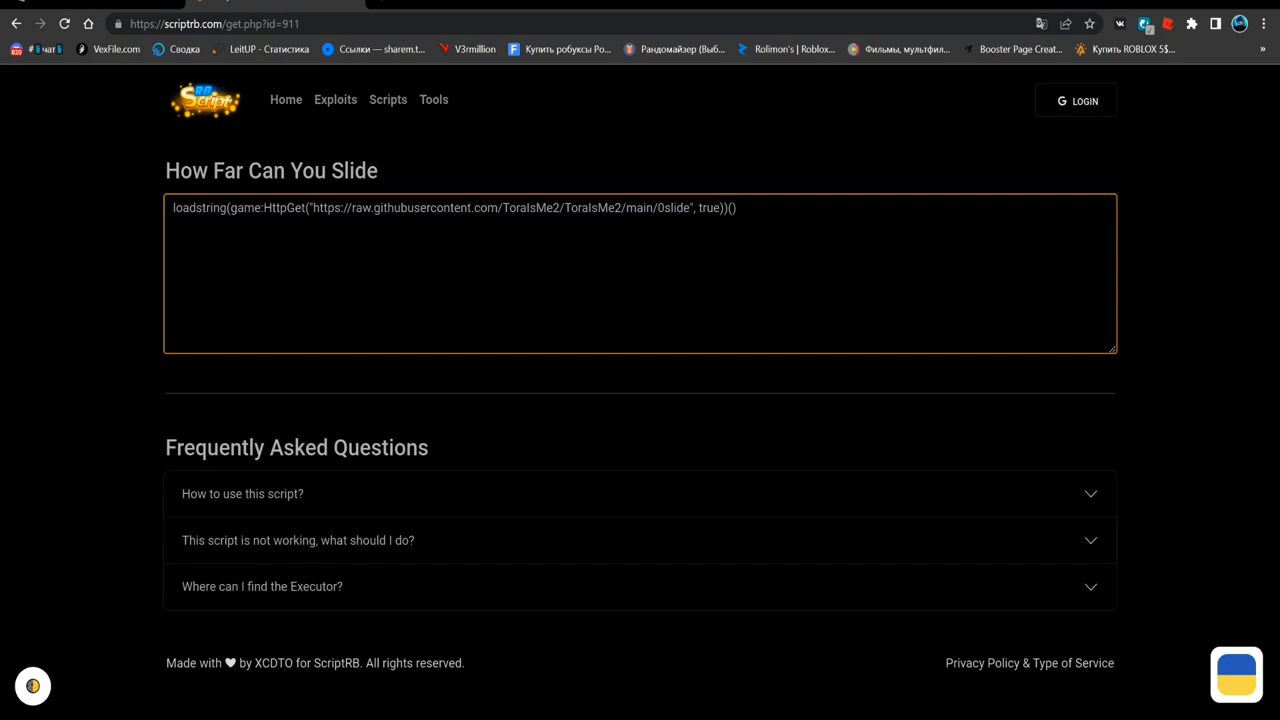 https://scriptrb.com/get.php?id=911
VexFile.com
Сводка
LeitUP - Статистика
Ссылки — sharem.t...
V3rmillion
Купить робуксы Ро...
Рандомайзер (Выб...
Rolimon's | Roblox...
Фильмы, мультфил...
Booster Page Creat...
Купить ROBLOX 5$...
»
RB
Script
Home
Exploits
Scripts
Tools
G LOGIN
How Far Can You Slide
loadstring(game:HttpGet("https://raw.githubusercontent.com/ToraIsMe2/ToraIsMe2/main/0slide", true))()
Frequently Asked Questions
How to use this script?
This script is not working, what should I do?
Where can I find the Executor?
Made with 🤍 by XCDTO for ScriptRB. All rights reserved.
Privacy Policy & Type of Service